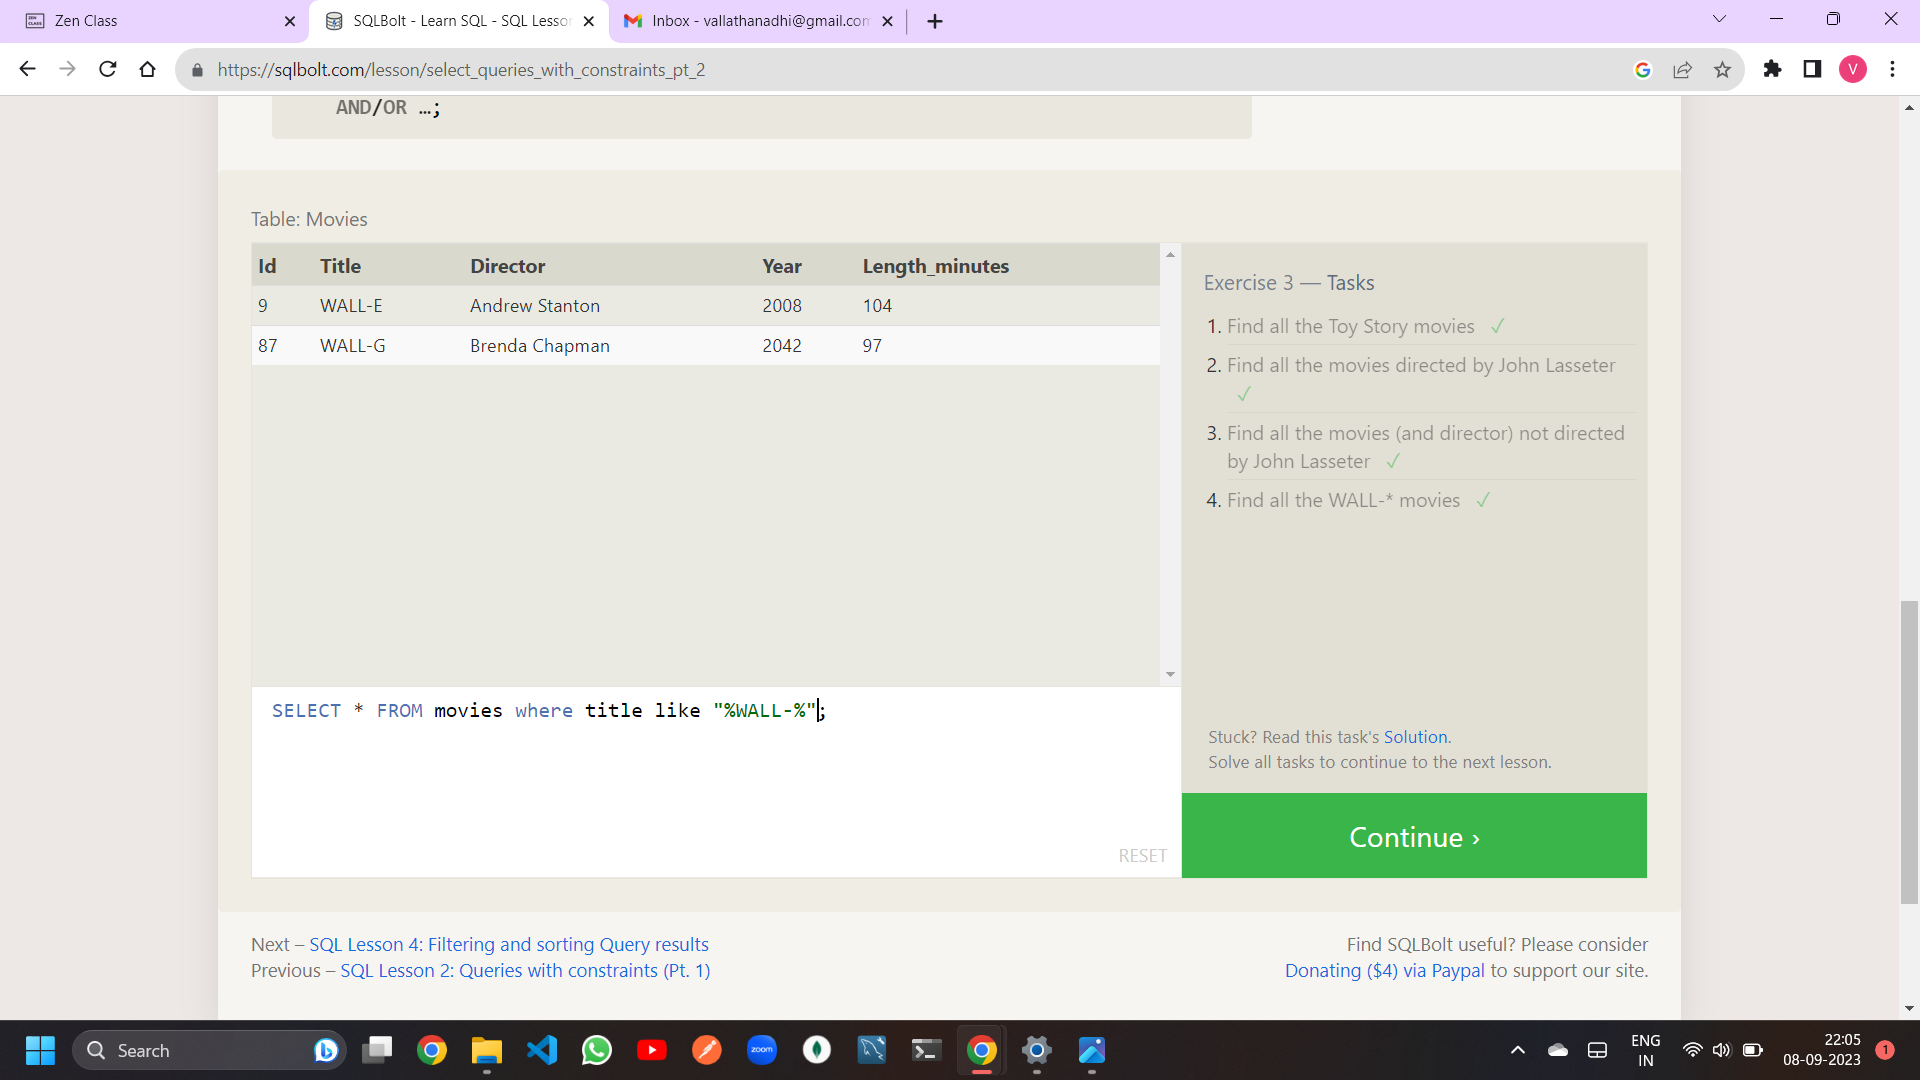 Zen Class
SQLBolt - Learn SQL - SQL Lesson
Inbox - vallathanadhi@gmail.com
https://sqlbolt.com/lesson/select_queries_with_constraints_pt_2
V
AND/OR …;
Table: Movies
Id Title Director Year Length_minutes
9 WALL-E Andrew Stanton 2008 104
87 WALL-G Brenda Chapman 2042 97
SELECT * FROM movies where title like "%WALL-%";
RESET
Exercise 3 — Tasks
1. Find all the Toy Story movies ✓
2. Find all the movies directed by John Lasseter
✓
3. Find all the movies (and director) not directed
by John Lasseter ✓
4. Find all the WALL-* movies ✓
Stuck? Read this task's Solution.
Solve all tasks to continue to the next lesson.
Continue ›
Next – SQL Lesson 4: Filtering and sorting Query results
Previous – SQL Lesson 2: Queries with constraints (Pt. 1)
Find SQLBolt useful? Please consider
Donating ($4) via Paypal to support our site.
Search
zoom
ENG
IN
22:05
08-09-2023
1